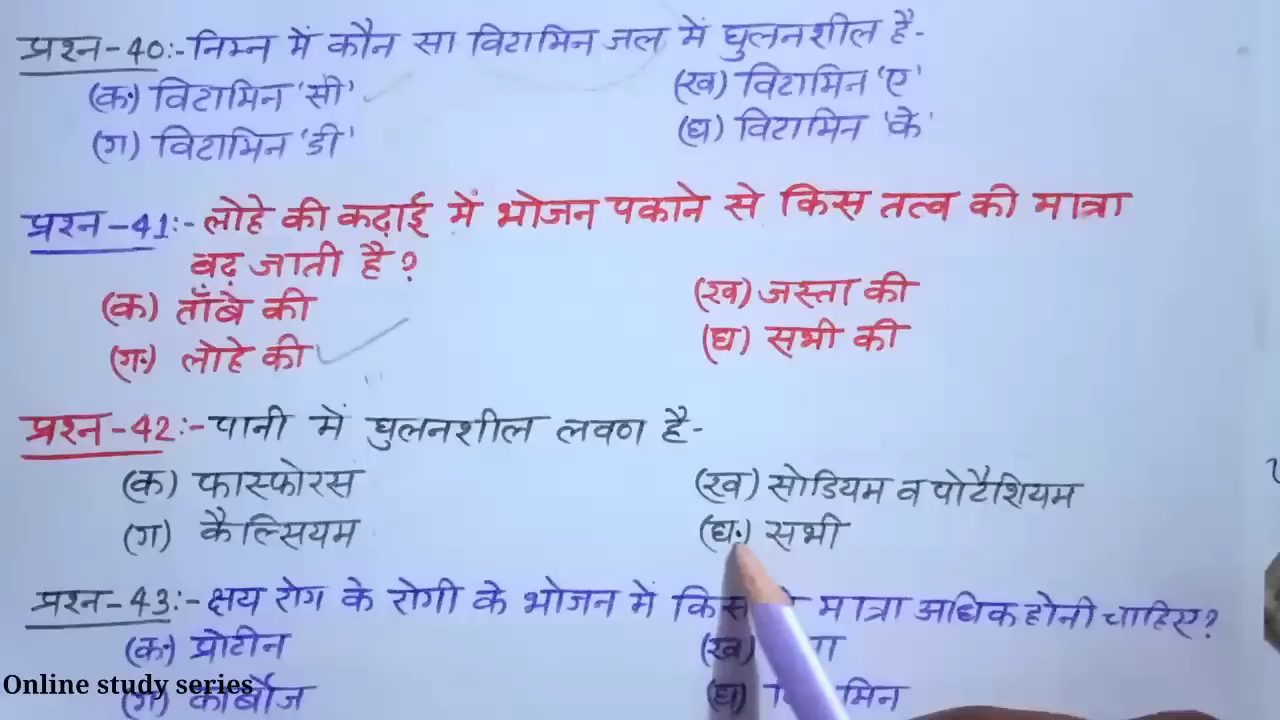 प्रश्न-40:- निम्न में कौन सा विटामिन जल में घुलनशील है-
(क) विटामिन 'सी' (ख) विटामिन 'ए'
(ग) विटामिन 'डी' (घ) विटामिन 'के'
प्रश्न-41:- लोहे की कढ़ाई में भोजन पकाने से किस तत्व की मात्रा
बढ़ जाती है?
(क) ताँबे की (ख) जस्ता की
(ग) लोहे की (घ) सभी की
प्रश्न-42:- पानी में घुलनशील लवण है-
(क) फास्फोरस (ख) सोडियम व पोटैशियम
(ग) कैल्सियम (घ) सभी
प्रश्न-43:- क्षय रोग के रोगी के भोजन में मात्रा अधिक होनी चाहिए?
(क) प्रोटीन (ख)
(ग) कार्बोज (घ)
Online study series